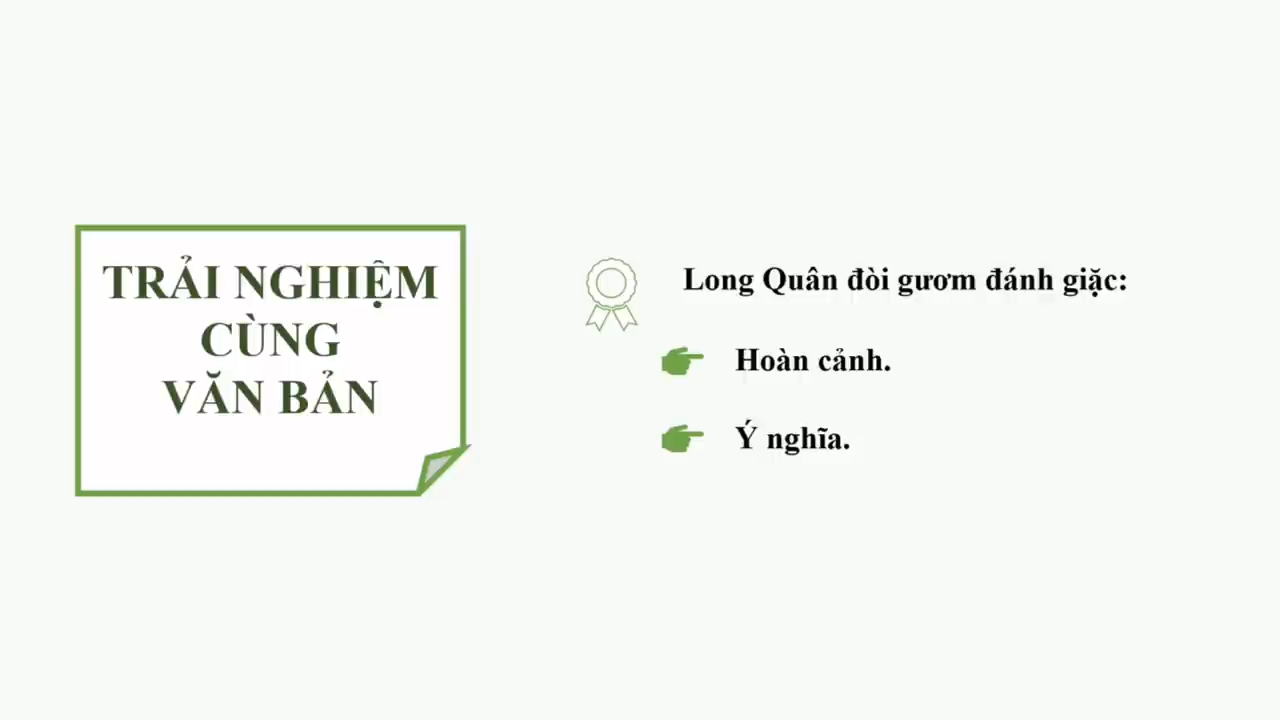 TRẢI NGHIỆM
CÙNG
VĂN BẢN
Long Quân đòi gươm đánh giặc:
Hoàn cảnh.
Ý nghĩa.